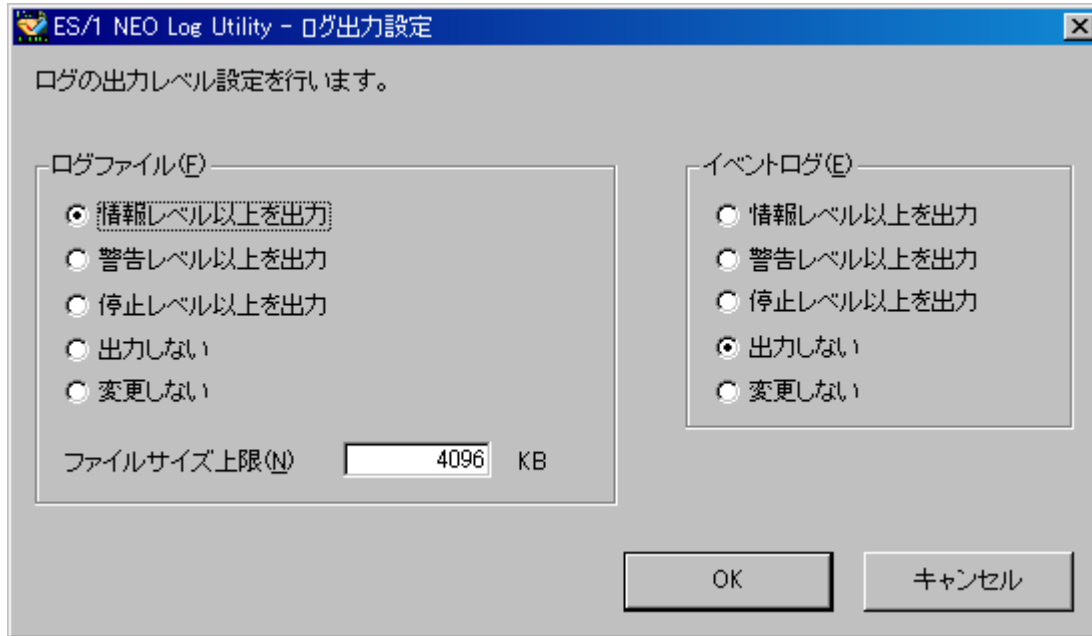 ES/1 NEO Log Utility - ログ出力設定
ログの出力レベル設定を行います。
ログファイル(F)
情報レベル以上を出力
警告レベル以上を出力
停止レベル以上を出力
出力しない
変更しない
ファイルサイズ上限(N) 4096 KB
イベントログ(E)
情報レベル以上を出力
警告レベル以上を出力
停止レベル以上を出力
出力しない
変更しない
OK キャンセル